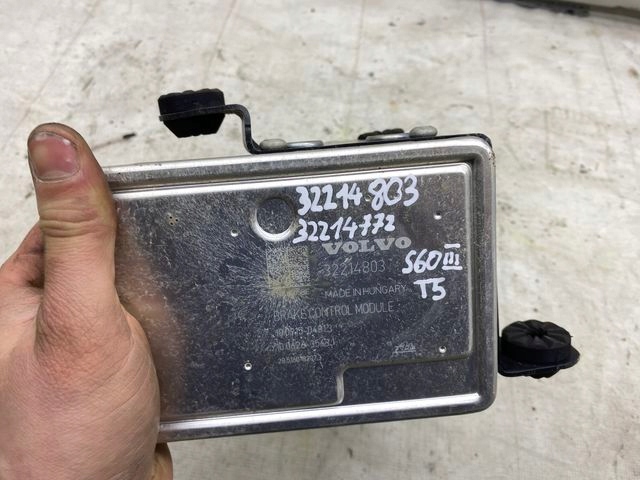 32214803
32214772
VOLVO
32214803
S60 III
MADE IN HUNGARY
T5
BRAKE CONTROL MODULE